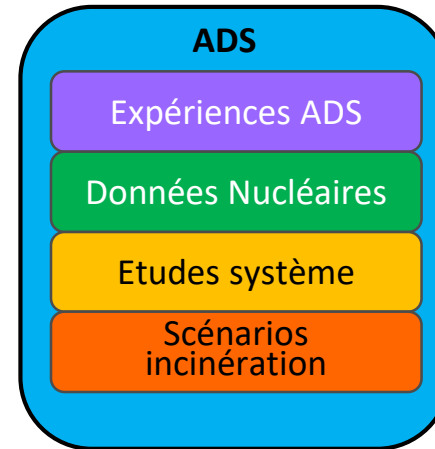 ADS
Expériences ADS
Données Nucléaires
Etudes système
Scénarios
incinération